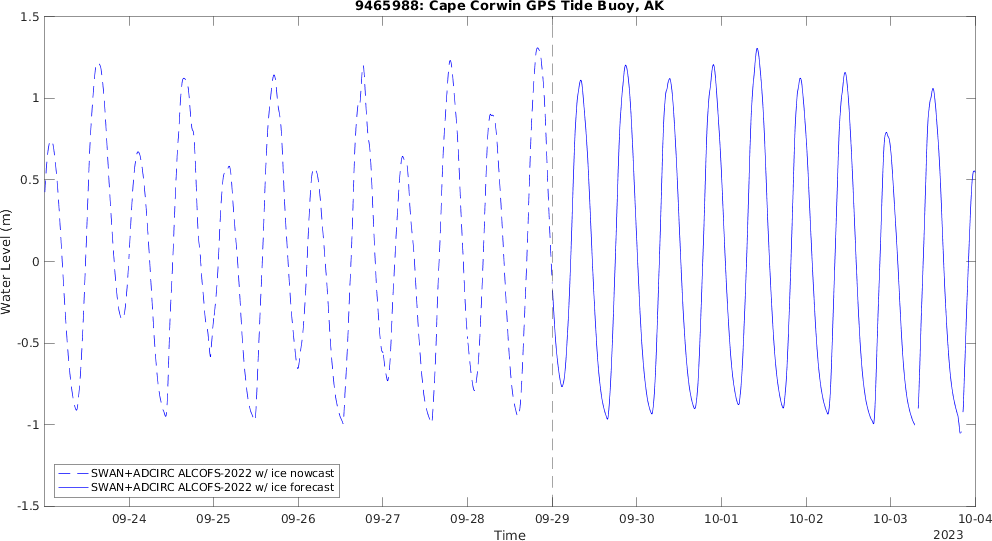 9465988: Cape Corwin GPS Tide Buoy, AK
1.5
1
0.5
0
-0.5
-1
-1.5
Water Level (m)
SWAN+ADCIRC ALCOFS-2022 w/ ice nowcast
SWAN+ADCIRC ALCOFS-2022 w/ ice forecast
09-24 09-25 09-26 09-27 09-28 09-29 09-30 10-01 10-02 10-03 10-04
Time
2023